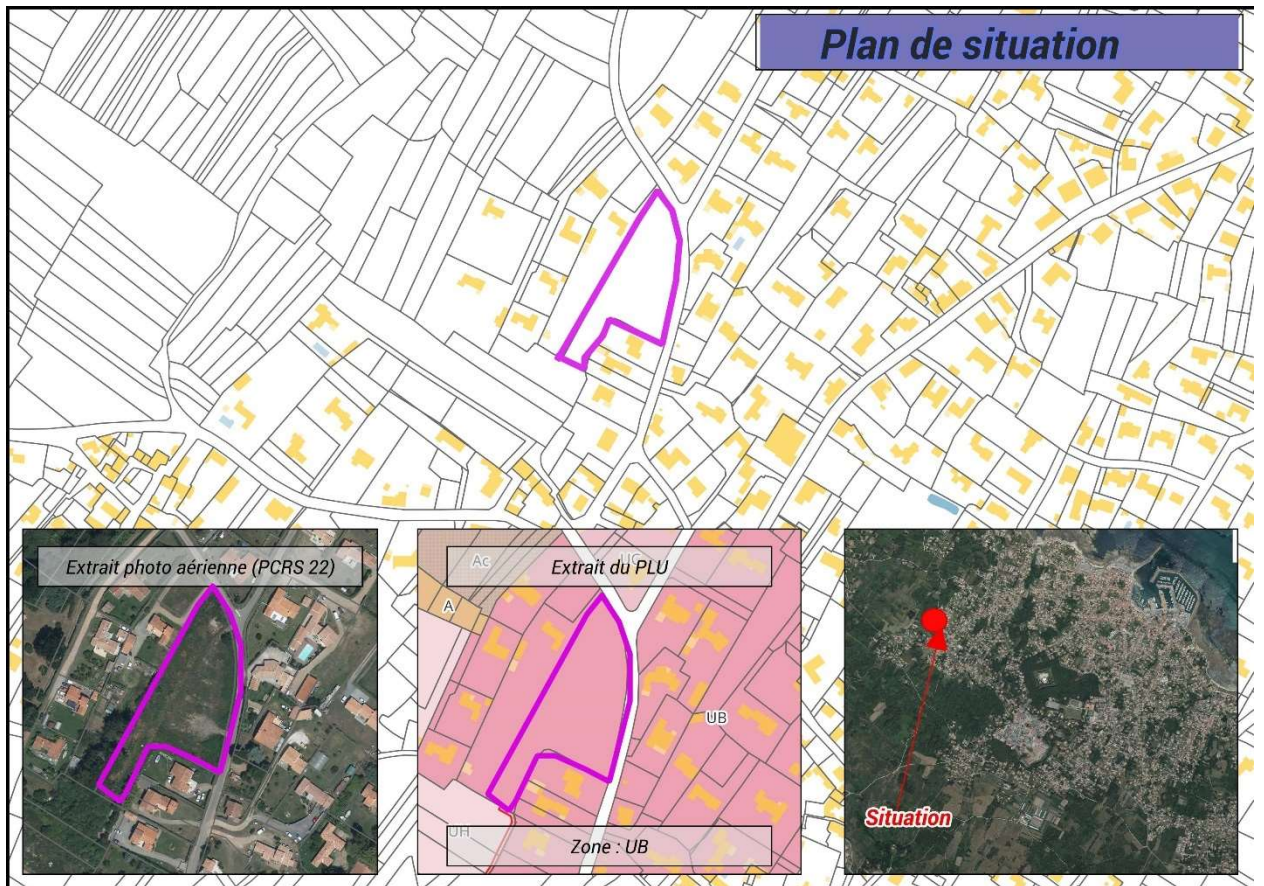 Plan de situation
Extrait photo aérienne (PCRS 22)
Ac
A
UC
Extrait du PLU
UB
UH
Zone : UB
Situation